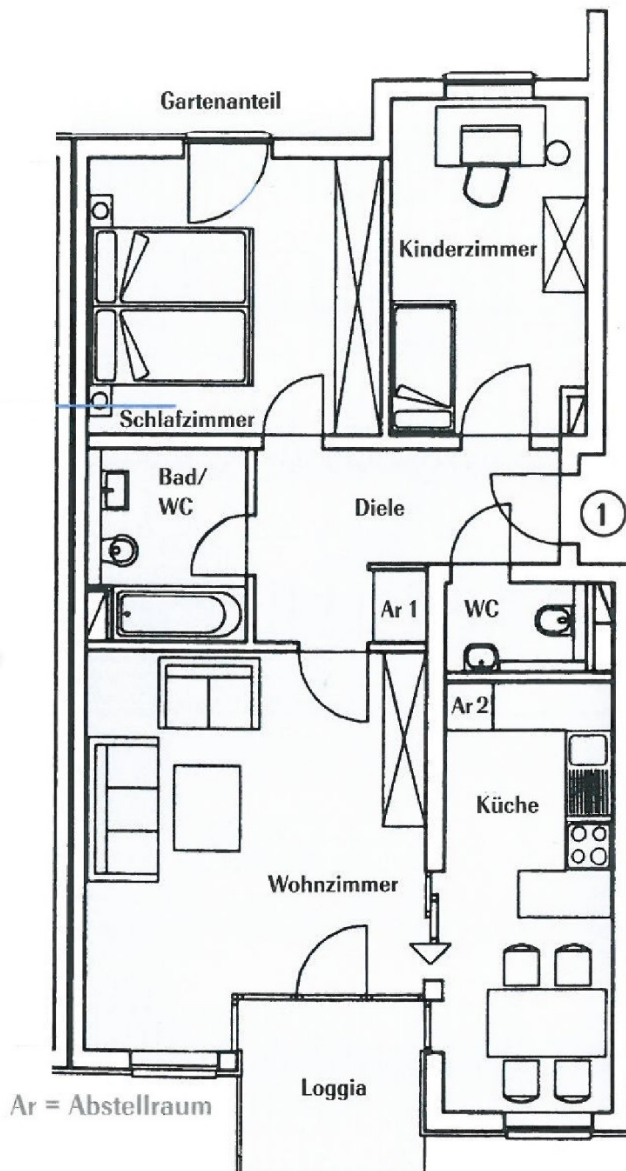 Gartenanteil
Kinderzimmer
Schlafzimmer
Bad/
WC
Diele
1
Ar 1
WC
Ar 2
Küche
Wohnzimmer
Loggia
Ar = Abstellraum